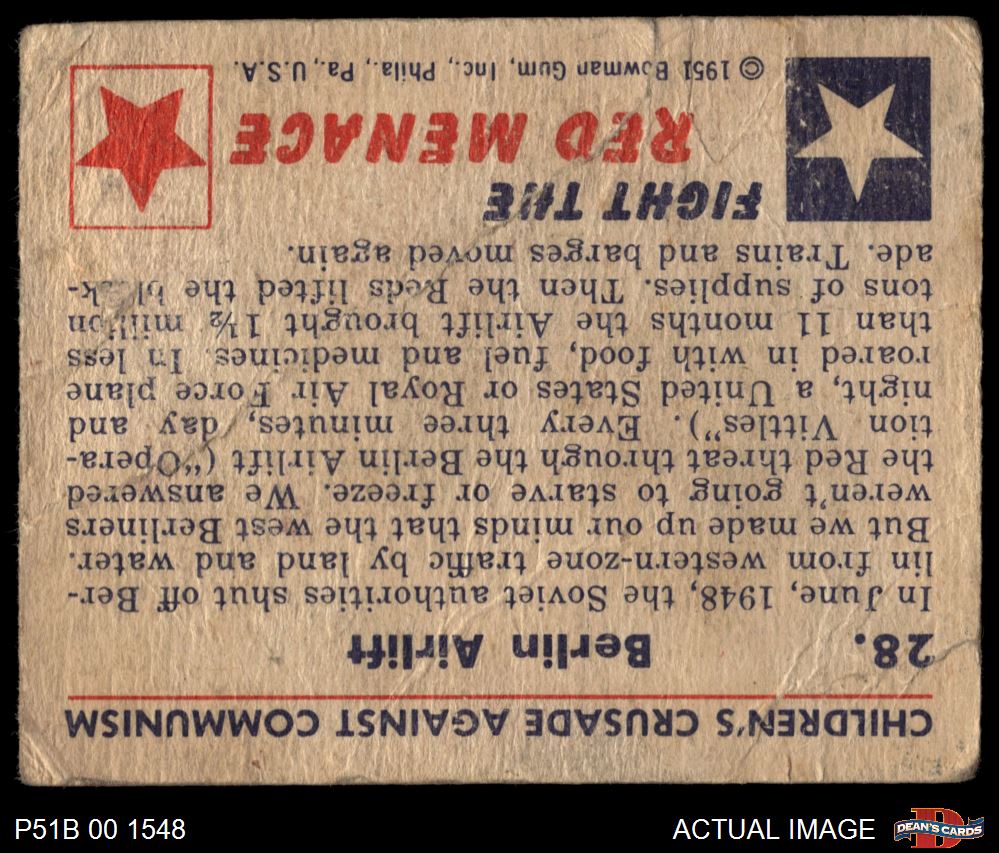 CHILDREN'S CRUSADE AGAINST COMMUNISM
28. Berlin Airlift
In June, 1948, the Soviet authorities shut off Ber-
lin from western-zone traffic by land and water.
But we made up our minds that the west Berliners
weren't going to starve or freeze. We answered
the Red threat through the Berlin Airlift ("Opera-
tion Vittles"). Every three minutes, day and
night, a United States or Royal Air Force plane
roared in with food, fuel and medicines. In less
than 11 months the Airlift brought 1½ million
tons of supplies. Then the Reds lifted the block-
ade. Trains and barges moved again.
FIGHT THE
RED MENACE
© 1951 Bowman Gum, Inc., Phila., Pa., U.S.A.
P51B 00 1548
ACTUAL IMAGE
DEAN'S CARDS